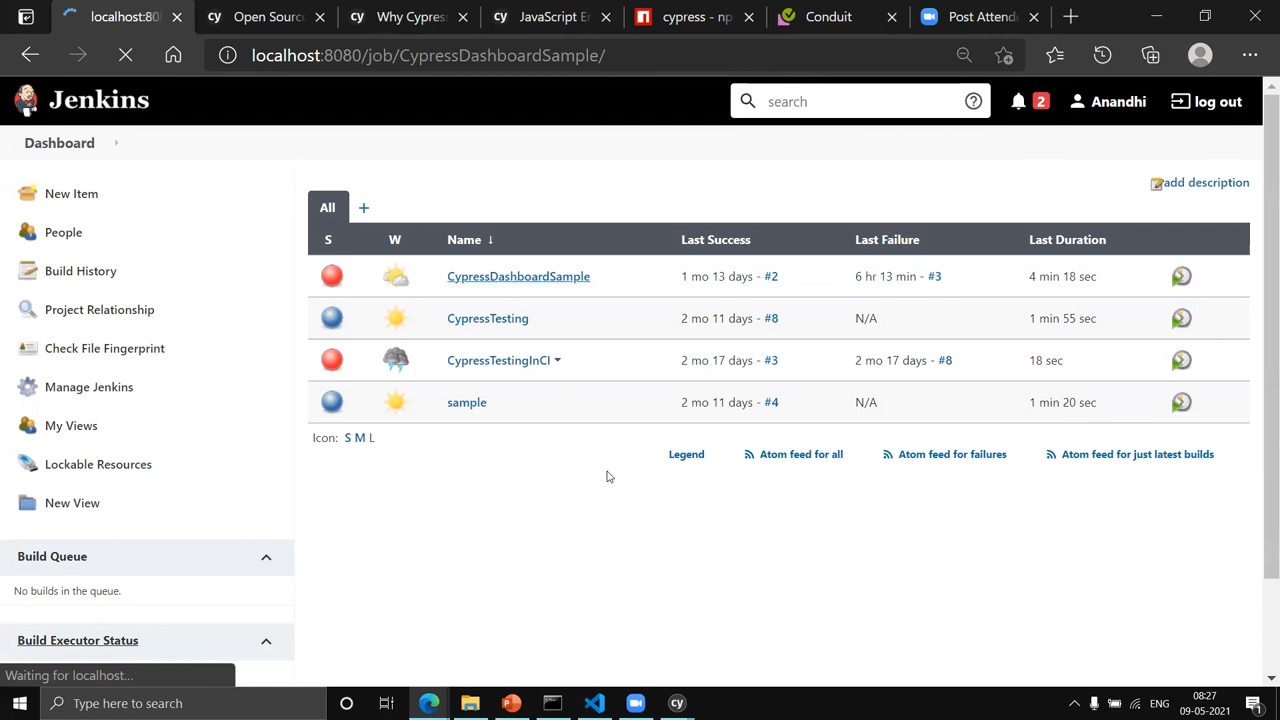 localhost:80
Open Source
Why Cypress
JavaScript E
cypress - np
Conduit
Post Attende
localhost:8080/job/CypressDashboardSample/
Jenkins
search
2
Anandhi
log out
Dashboard
New Item
People
Build History
Project Relationship
Check File Fingerprint
Manage Jenkins
My Views
Lockable Resources
New View
Build Queue
No builds in the queue.
Build Executor Status
add description
All +
S W Name ↓ Last Success Last Failure Last Duration
CypressDashboardSample 1 mo 13 days - #2 6 hr 13 min - #3 4 min 18 sec
CypressTesting 2 mo 11 days - #8 N/A 1 min 55 sec
CypressTestingInCI 2 mo 17 days - #3 2 mo 17 days - #8 18 sec
sample 2 mo 11 days - #4 N/A 1 min 20 sec
Icon: S M L
Legend Atom feed for all Atom feed for failures Atom feed for just latest builds
Waiting for localhost...
Type here to search
ENG
08:27
09-05-2021
1